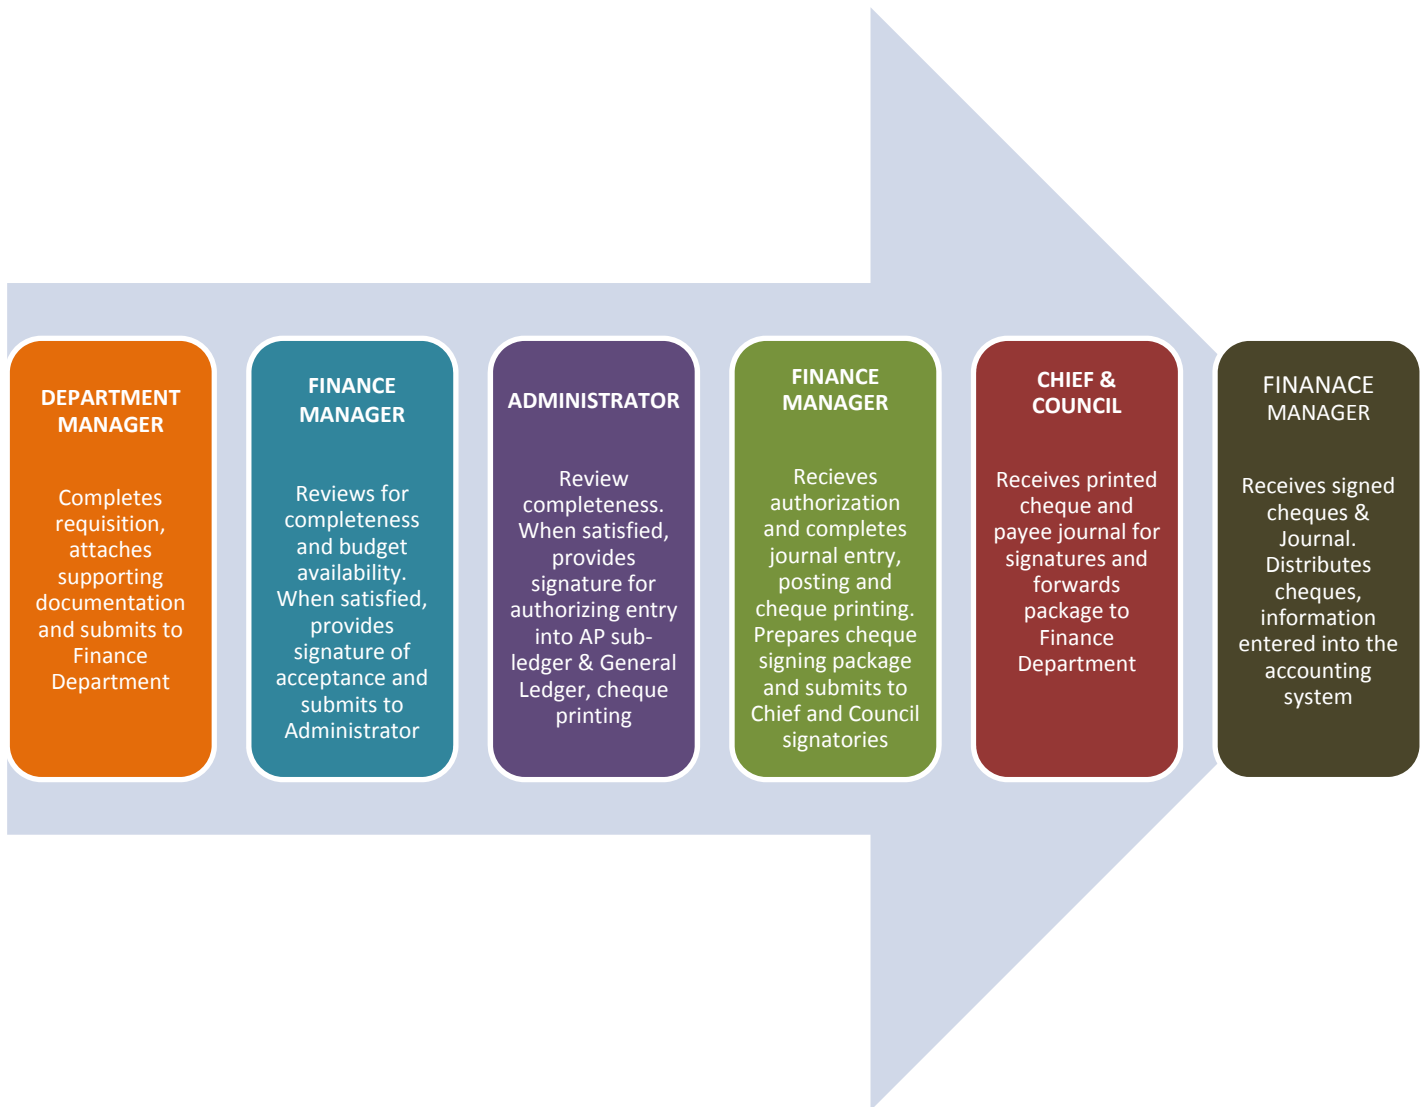 DEPARTMENT
MANAGER
Completes
requisition,
attaches
supporting
documentation
and submits to
Finance
Department
FINANCE
MANAGER
Reviews for
completeness
and budget
availability.
When satisfied,
provides
signature of
acceptance and
submits to
Administrator
ADMINISTRATOR
Review
completeness.
When satisfied,
provides
signature for
authorizing entry
into AP sub-
ledger & General
Ledger, cheque
printing
FINANCE
MANAGER
Recieves
authorization
and completes
journal entry,
posting and
cheque printing.
Prepares cheque
signing package
and submits to
Chief and Council
signatories
CHIEF &
COUNCIL
Receives printed
cheque and
payee journal for
signatures and
forwards
package to
Finance
Department
FINANACE
MANAGER
Receives signed
cheques &
Journal.
Distributes
cheques,
information
entered into the
accounting
system